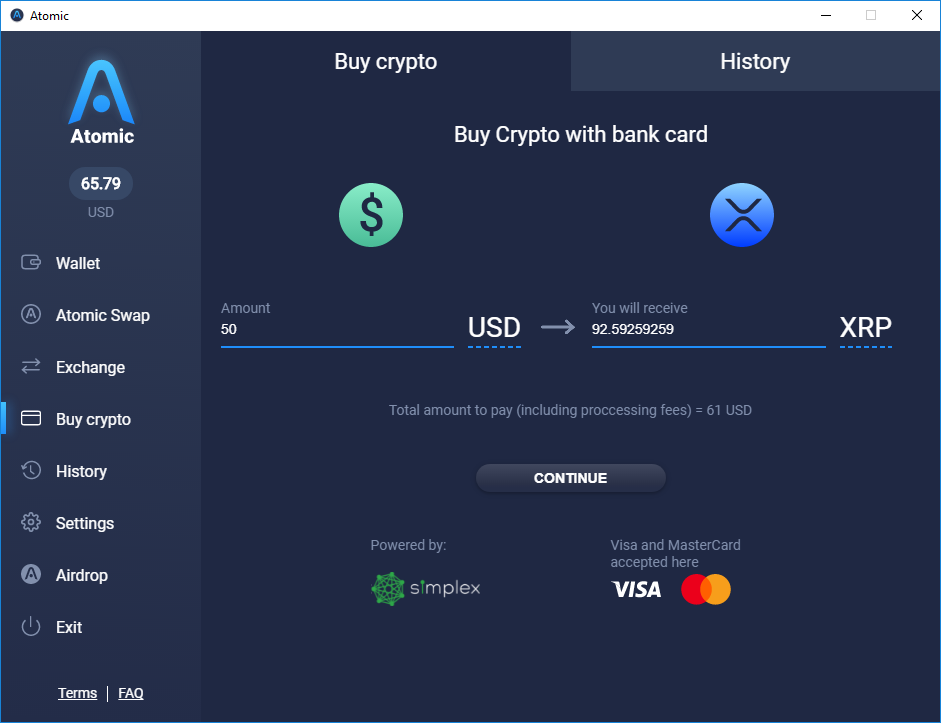 Atomic
Atomic
65.79
USD
Wallet
Atomic Swap
Exchange
Buy crypto
History
Settings
Airdrop
Exit
Terms | FAQ
Buy crypto
History
Buy Crypto with bank card
$
Amount
50
USD
You will receive
92.59259259
XRP
Total amount to pay (including proccessing fees) = 61 USD
CONTINUE
Powered by:
simplex
Visa and MasterCard
accepted here
VISA